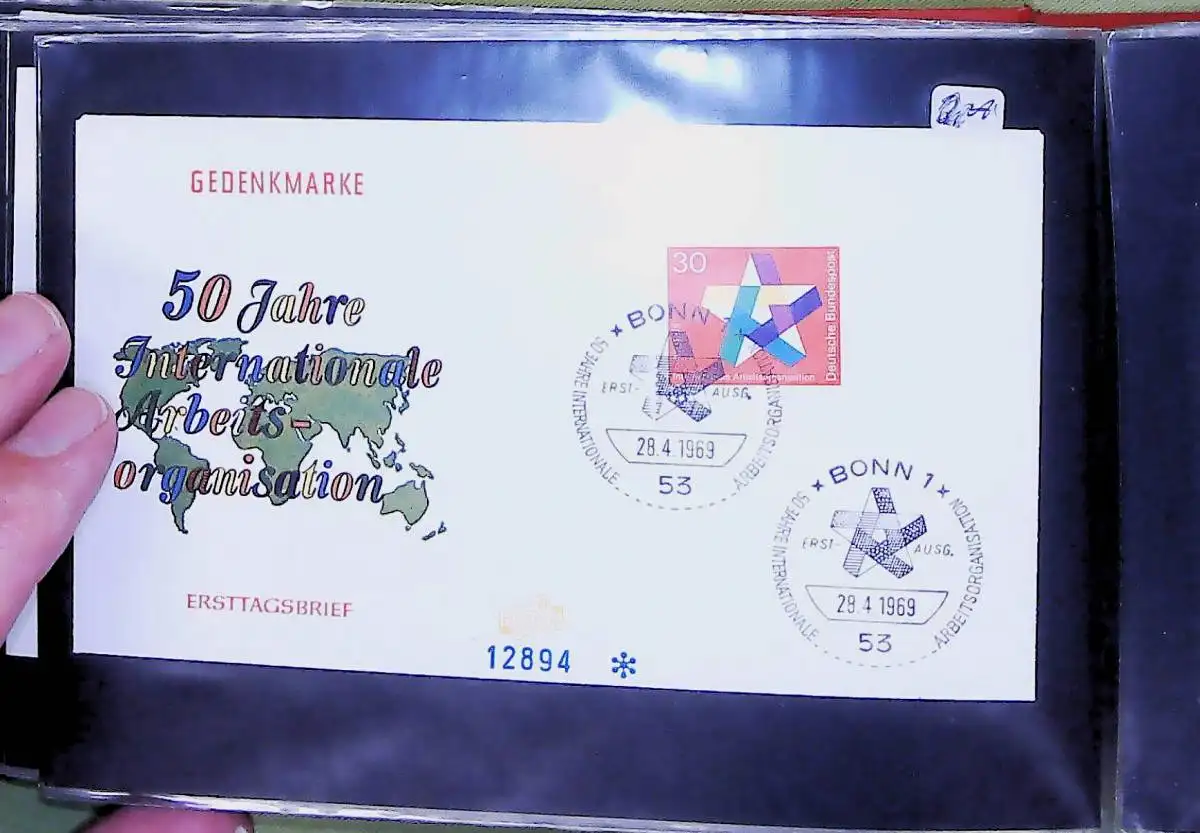 GEDENKMARKE
50 Jahre
Internationale
Arbeits-
organisation
ERSTTAGSBRIEF
12894
30
Deutsche Bundespost
Arbeitsorganisation
BONN
50 JAHRE INTERNATIONALE
ARBEITSORGANISATION
ERST- AUSG.
28.4.1969
53
BONN 1
50 JAHRE INTERNATIONALE
ARBEITSORGANISATION
ERST- AUSG.
28.4.1969
53